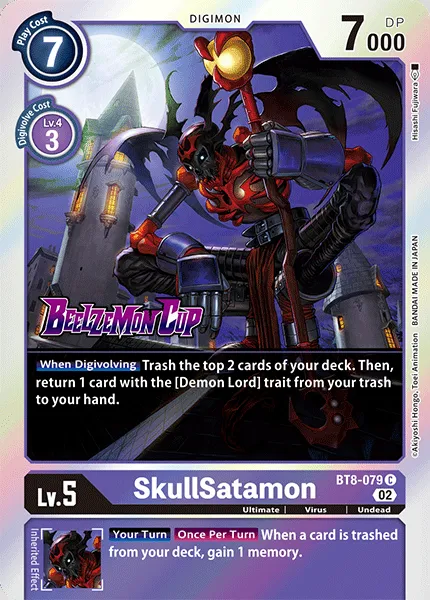 DIGIMON
Play Cost
7
7000
DP
Digivolve Cost
Lv.4
3
Hisashi Fujiwara
©Akiyoshi Hongo, Toei Animation BANDAI MADE IN JAPAN
BEELZEMON CUP
When Digivolving Trash the top 2 cards of your deck. Then,
return 1 card with the [Demon Lord] trait from your trash
to your hand.
Lv.5
SkullSatamon
BT8-079 C
02
Ultimate | Virus | Undead
Inherited Effect
Your Turn Once Per Turn When a card is trashed
from your deck, gain 1 memory.